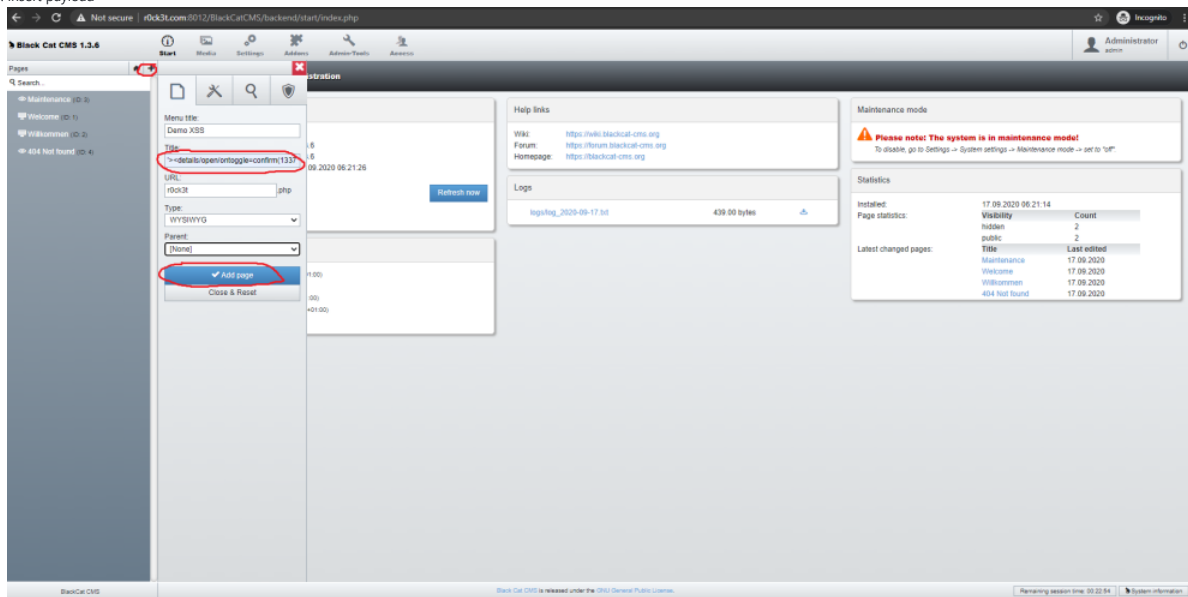 insert payload
Not secure | r0ck3t.com:8012/BlackCatCMS/backend/start/index.php
Incognito
Black Cat CMS 1.3.6
Start Media Settings Addons Admin-Tools Access
Administrator
admin
Pages
Search...
Maintenance (ID: 3)
Welcome (ID: 1)
Willkommen (ID: 2)
404 Not found (ID: 4)
Menu title:
Demo XSS
Title:
"><details/open/ontoggle=confirm(1337
URL:
r0ck3t .php
Type:
WYSIWYG
Parent:
[None]
Add page
Close & Reset
istration
.6
.6
09.2020 06:21:26
Refresh now
+01:00)
Help links
Wiki: https://wiki.blackcat-cms.org
Forum: https://forum.blackcat-cms.org
Homepage: https://blackcat-cms.org
Logs
logs/log_2020-09-17.txt 439.00 bytes
Maintenance mode
Please note! The system is in maintenance mode!
To disable, go to Settings -> System settings -> Maintenance mode -> set to "off".
Statistics
Installed: 17.09.2020 06:21:14
Page statistics: Visibility Count
hidden 2
public 2
Latest changed pages: Title Last edited
Maintenance 17.09.2020
Welcome 17.09.2020
Willkommen 17.09.2020
404 Not found 17.09.2020
BlackCat CMS
Black Cat CMS is released under the GNU General Public License.
Remaining session time: 00:22:54
System information